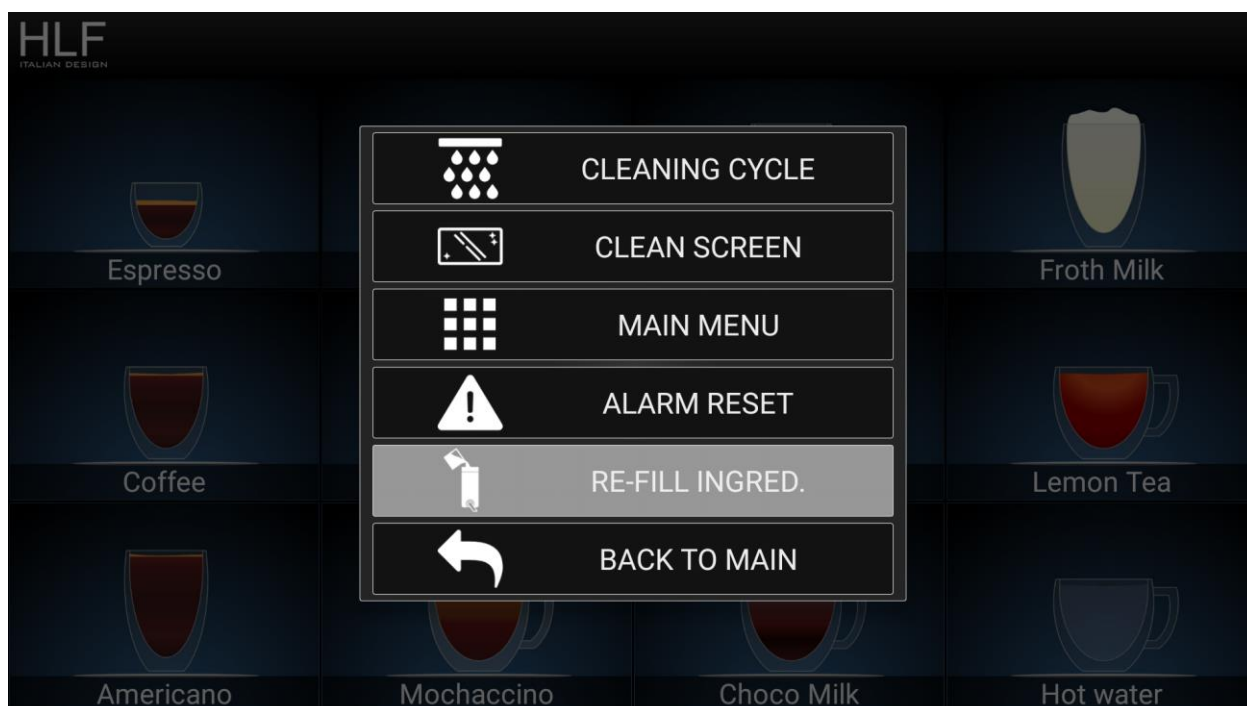 HLF
ITALIAN DESIGN
CLEANING CYCLE
CLEAN SCREEN
MAIN MENU
ALARM RESET
RE-FILL INGRED.
BACK TO MAIN
Espresso
Froth Milk
Coffee
Lemon Tea
Americano
Mochaccino
Choco Milk
Hot water